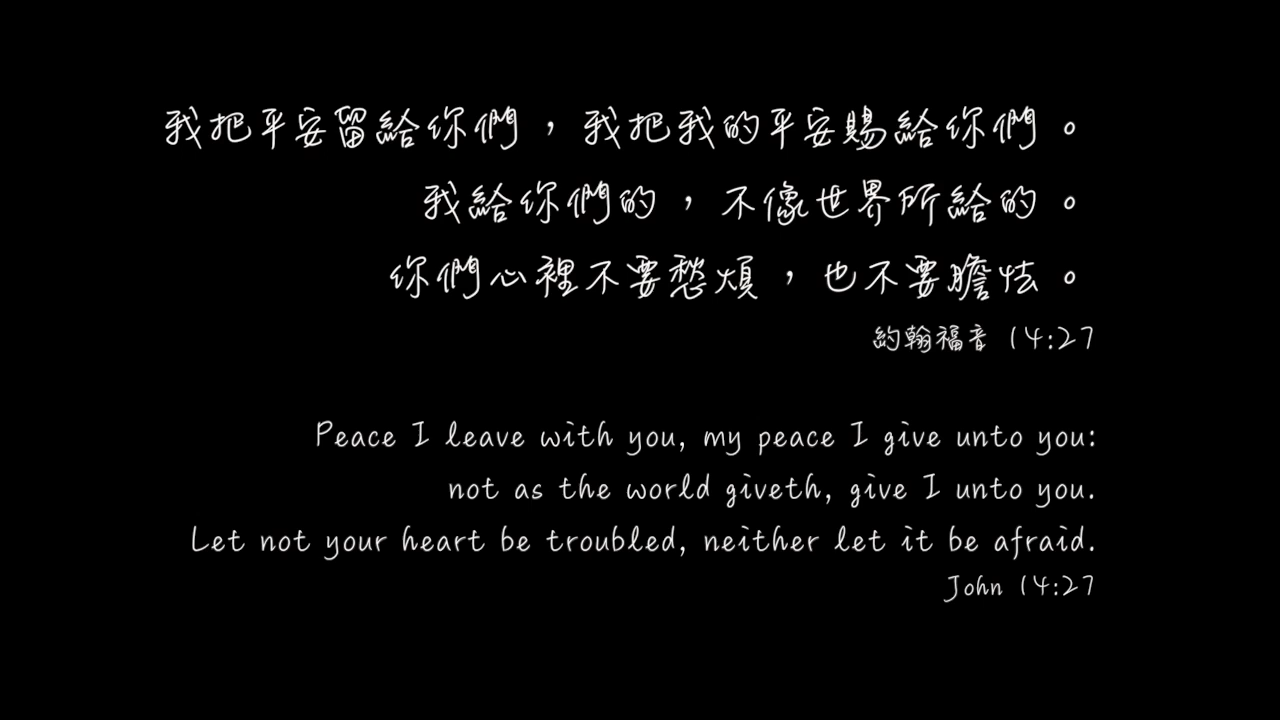 我把平安留給你們，我把我的平安賜給你們。
我給你們的，不像世界所給的。
你們心裡不要愁煩，也不要膽怯。
約翰福音 14:27
Peace I leave with you, my peace I give unto you:
not as the world giveth, give I unto you.
Let not your heart be troubled, neither let it be afraid.
John 14:27